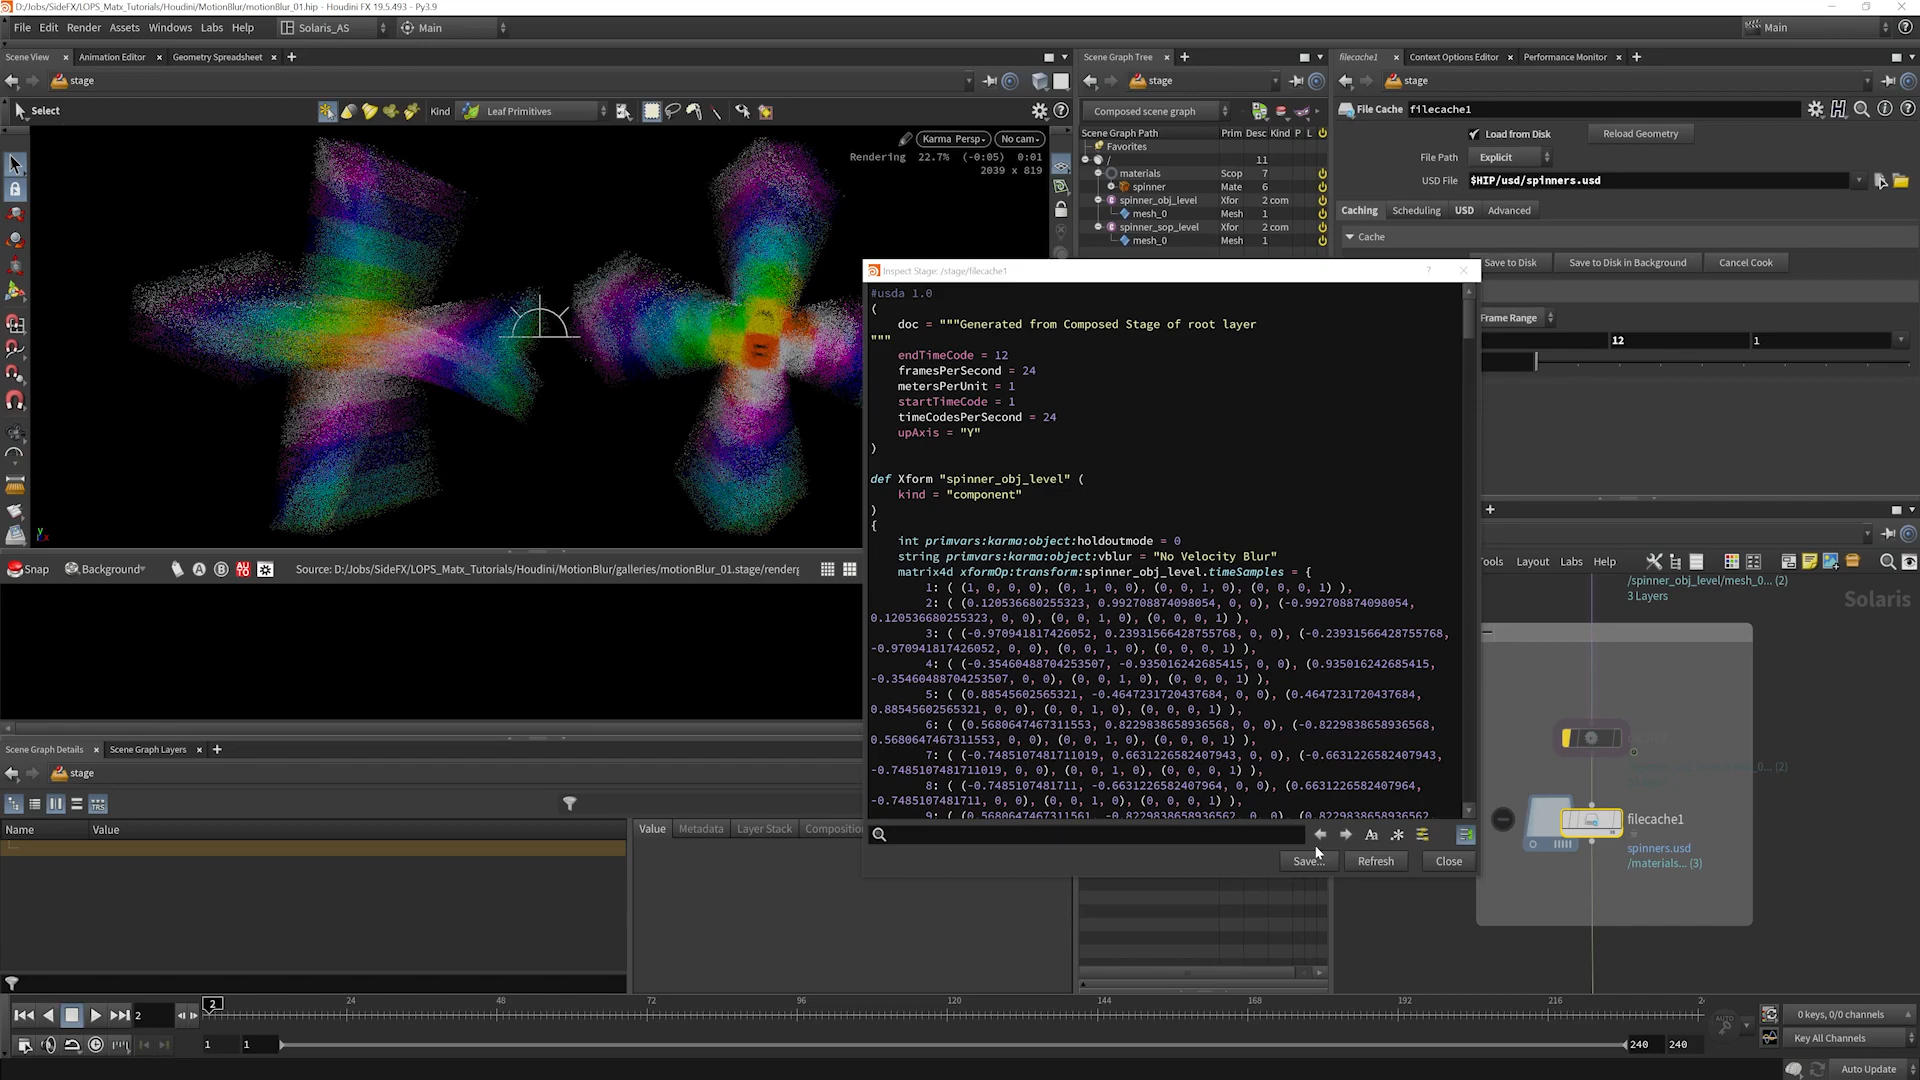 D:/Jobs/SideFX/LOPS_Matx_Tutorials/Houdini/MotionBlur/motionBlur_01.hip - Houdini FX 19.5.493 - Py3.9
File Edit Render Assets Windows Labs Help Solaris_AS Main Main
Scene View Animation Editor Geometry Spreadsheet Scene Graph Tree filecache1 Context Options Editor Performance Monitor
stage stage stage
Select Kind Leaf Primitives Composed scene graph File Cache filecache1
Karma Persp No cam
Rendering 22.7% (-0:05) 0:01
2039 x 819
Scene Graph Path Prim Desc Kind P L
Favorites
/ 11
materials Scop 7
spinner Mate 6
spinner_obj_level Xfor 2 com
mesh_0 Mesh 1
spinner_sop_level Xfor 2 com
mesh_0 Mesh 1
Load from Disk Reload Geometry
File Path Explicit
USD File $HIP/usd/spinners.usd
Caching Scheduling USD Advanced
Cache
Save to Disk Save to Disk in Background Cancel Cook
Frame Range
12 1
Inspect Stage: /stage/filecache1
#usda 1.0
(
doc = """Generated from Composed Stage of root layer
"""
endTimeCode = 12
framesPerSecond = 24
metersPerUnit = 1
startTimeCode = 1
timeCodesPerSecond = 24
upAxis = "Y"
)
def Xform "spinner_obj_level" (
kind = "component"
)
{
int primvars:karma:object:holdoutmode = 0
string primvars:karma:object:vblur = "No Velocity Blur"
matrix4d xformOp:transform:spinner_obj_level.timeSamples = {
1: ( (1, 0, 0, 0), (0, 1, 0, 0), (0, 0, 1, 0), (0, 0, 0, 1) ),
2: ( (0.120536680255323, 0.992708874098054, 0, 0), (-0.992708874098054,
0.120536680255323, 0, 0), (0, 0, 1, 0), (0, 0, 0, 1) ),
3: ( (-0.970941817426052, 0.23931566428755768, 0, 0), (-0.23931566428755768,
-0.970941817426052, 0, 0), (0, 0, 1, 0), (0, 0, 0, 1) ),
4: ( (-0.35460488704253507, -0.935016242685415, 0, 0), (0.935016242685415,
-0.35460488704253507, 0, 0), (0, 0, 1, 0), (0, 0, 0, 1) ),
5: ( (0.88545602565321, -0.4647231720437684, 0, 0), (0.4647231720437684,
0.88545602565321, 0, 0), (0, 0, 1, 0), (0, 0, 0, 1) ),
6: ( (0.5680647467311553, 0.8229838658936568, 0, 0), (-0.8229838658936568,
0.5680647467311553, 0, 0), (0, 0, 1, 0), (0, 0, 0, 1) ),
7: ( (-0.7485107481711019, 0.6631226582407943, 0, 0), (-0.6631226582407943,
-0.7485107481711019, 0, 0), (0, 0, 1, 0), (0, 0, 0, 1) ),
8: ( (-0.7485107481711, -0.6631226582407964, 0, 0), (0.6631226582407964,
-0.7485107481711, 0, 0), (0, 0, 1, 0), (0, 0, 0, 1) ),
9: ( (0.5680647467311561, -0.8229838658936562, 0, 0), (0.8229838658936562,
Save... Refresh Close
Tools Layout Labs Help
/spinner_obj_level/mesh_0... (2)
3 Layers
Solaris
filecache1
spinners.usd
/materials... (3)
Snap Background Source: D:/Jobs/SideFX/LOPS_Matx_Tutorials/Houdini/MotionBlur/galleries/motionBlur_01.stage/render
Scene Graph Details Scene Graph Layers
stage
Name Value Value Metadata Layer Stack Composition
2 2 24 48 72 96 120 144 168 192 216
0 keys, 0/0 channels
1 1 240 240 Key All Channels
Auto Update